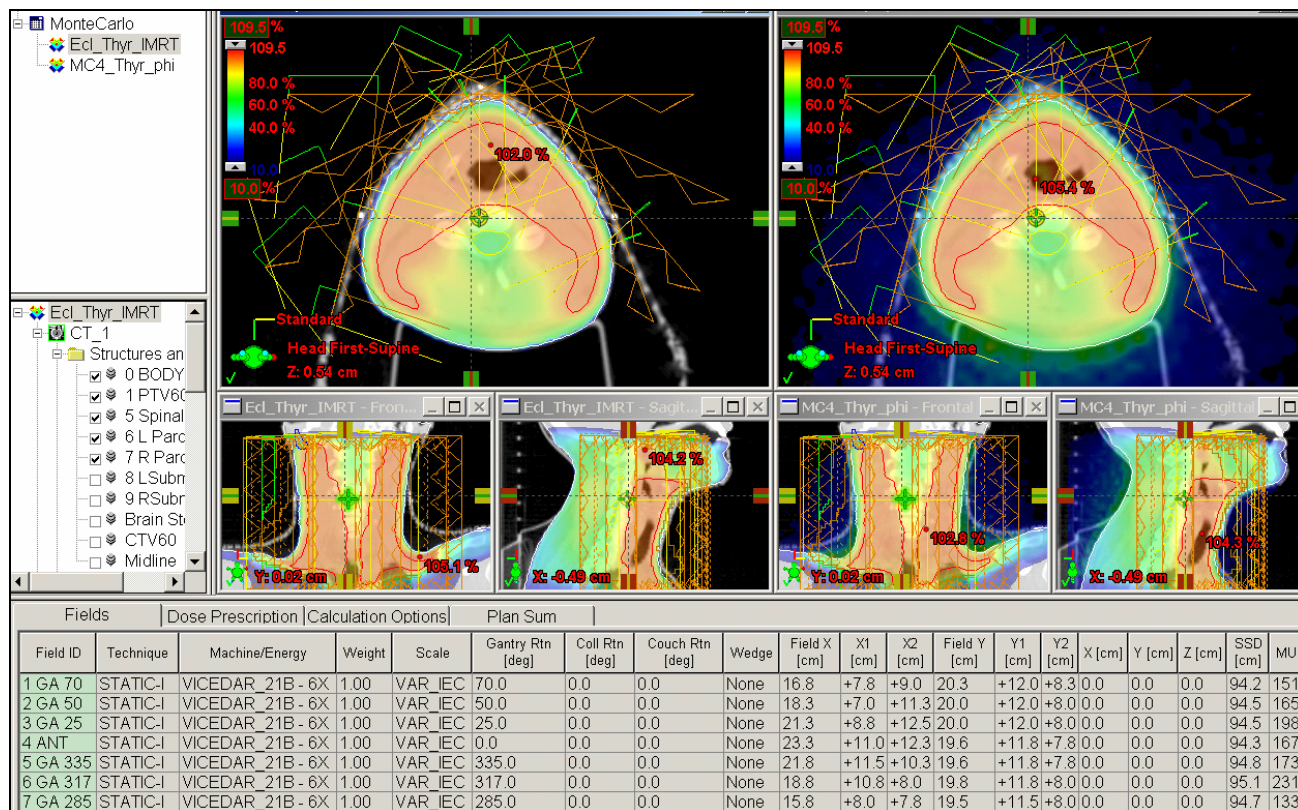 MonteCarlo
Ecl_Thyr_IMRT
MC4_Thyr_phi
109.5 %
109.5
80.0 %
60.0 %
40.0 %
10.0
10.0 %
102.0 %
Standard
Head First-Supine
Z: 0.54 cm
109.5 %
109.5
80.0 %
60.0 %
40.0 %
10.0
10.0 %
105.4 %
Standard
Head First-Supine
Z: 0.54 cm
Ecl_Thyr_IMRT
CT_1
Structures an
0 BODY
1 PTV60
5 Spinal
6 L Paro
7 R Paro
8 LSubm
9 RSubm
Brain St
CTV60
Midline
Ecl_Thyr_IMRT - Fron...
105.1 %
Y: 0.02 cm
Ecl_Thyr_IMRT - Sagitt...
104.2 %
X: -0.49 cm
MC4_Thyr_phi - Frontal
102.8 %
Y: 0.02 cm
MC4_Thyr_phi - Sagittal
104.3 %
X: -0.49 cm
Fields Dose Prescription Calculation Options Plan Sum
Field ID Technique Machine/Energy Weight Scale Gantry Rtn [deg] Coll Rtn [deg] Couch Rtn [deg] Wedge Field X [cm] X1 [cm] X2 [cm] Field Y [cm] Y1 [cm] Y2 [cm] X [cm] Y [cm] Z [cm] SSD [cm] MU
1 GA 70 STATIC-I VICEDAR_21B - 6X 1.00 VAR_IEC 70.0 0.0 0.0 None 16.8 +7.8 +9.0 20.3 +12.0 +8.3 0.0 0.0 0.0 94.2 151
2 GA 50 STATIC-I VICEDAR_21B - 6X 1.00 VAR_IEC 50.0 0.0 0.0 None 18.3 +7.0 +11.3 20.0 +12.0 +8.0 0.0 0.0 0.0 94.5 165
3 GA 25 STATIC-I VICEDAR_21B - 6X 1.00 VAR_IEC 25.0 0.0 0.0 None 21.3 +8.8 +12.5 20.0 +12.0 +8.0 0.0 0.0 0.0 94.5 198
4 ANT STATIC-I VICEDAR_21B - 6X 1.00 VAR_IEC 0.0 0.0 0.0 None 23.3 +11.0 +12.3 19.6 +11.8 +7.8 0.0 0.0 0.0 94.3 167
5 GA 335 STATIC-I VICEDAR_21B - 6X 1.00 VAR_IEC 335.0 0.0 0.0 None 21.8 +11.5 +10.3 19.6 +11.8 +7.8 0.0 0.0 0.0 94.8 173
6 GA 317 STATIC-I VICEDAR_21B - 6X 1.00 VAR_IEC 317.0 0.0 0.0 None 18.8 +10.8 +8.0 19.8 +11.8 +8.0 0.0 0.0 0.0 95.1 231
7 GA 285 STATIC-I VICEDAR_21B - 6X 1.00 VAR_IEC 285.0 0.0 0.0 None 15.8 +8.0 +7.8 19.5 +11.5 +8.0 0.0 0.0 0.0 94.7 133